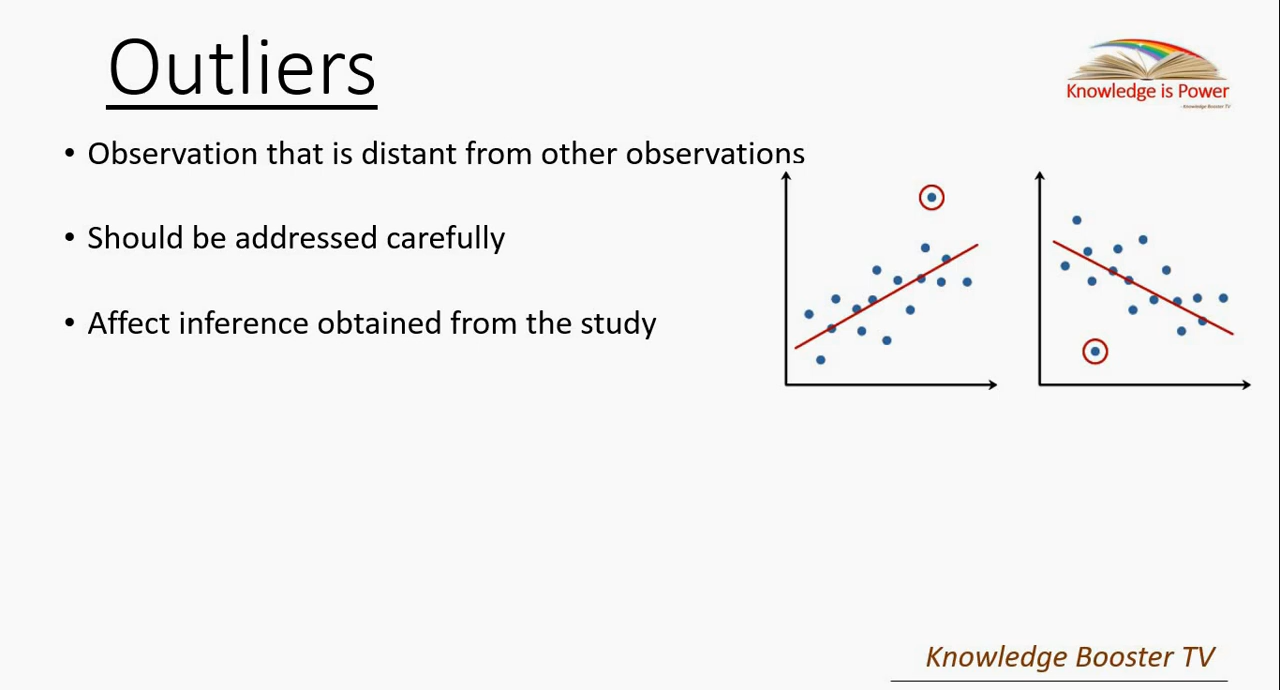 Outliers
Knowledge is Power
- Knowledge Booster TV
• Observation that is distant from other observations
• Should be addressed carefully
• Affect inference obtained from the study
Knowledge Booster TV